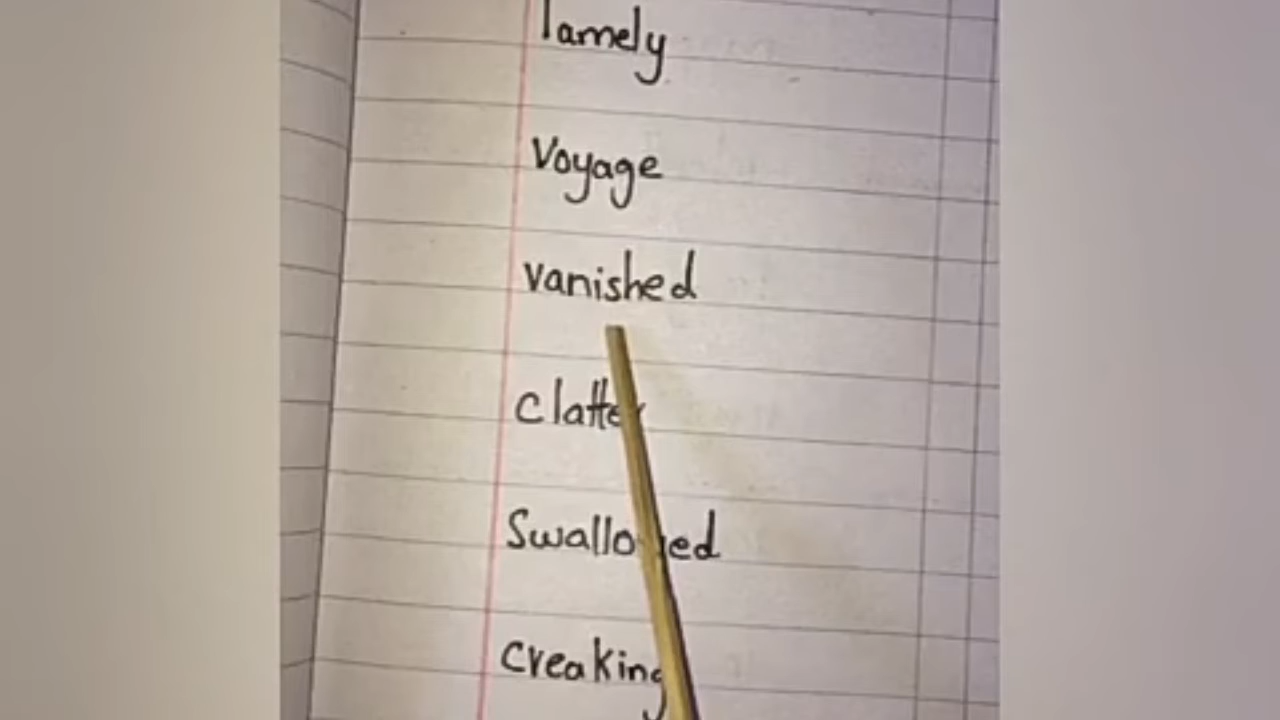 lamely
Voyage
vanished
clatter
Swallowed
creaking